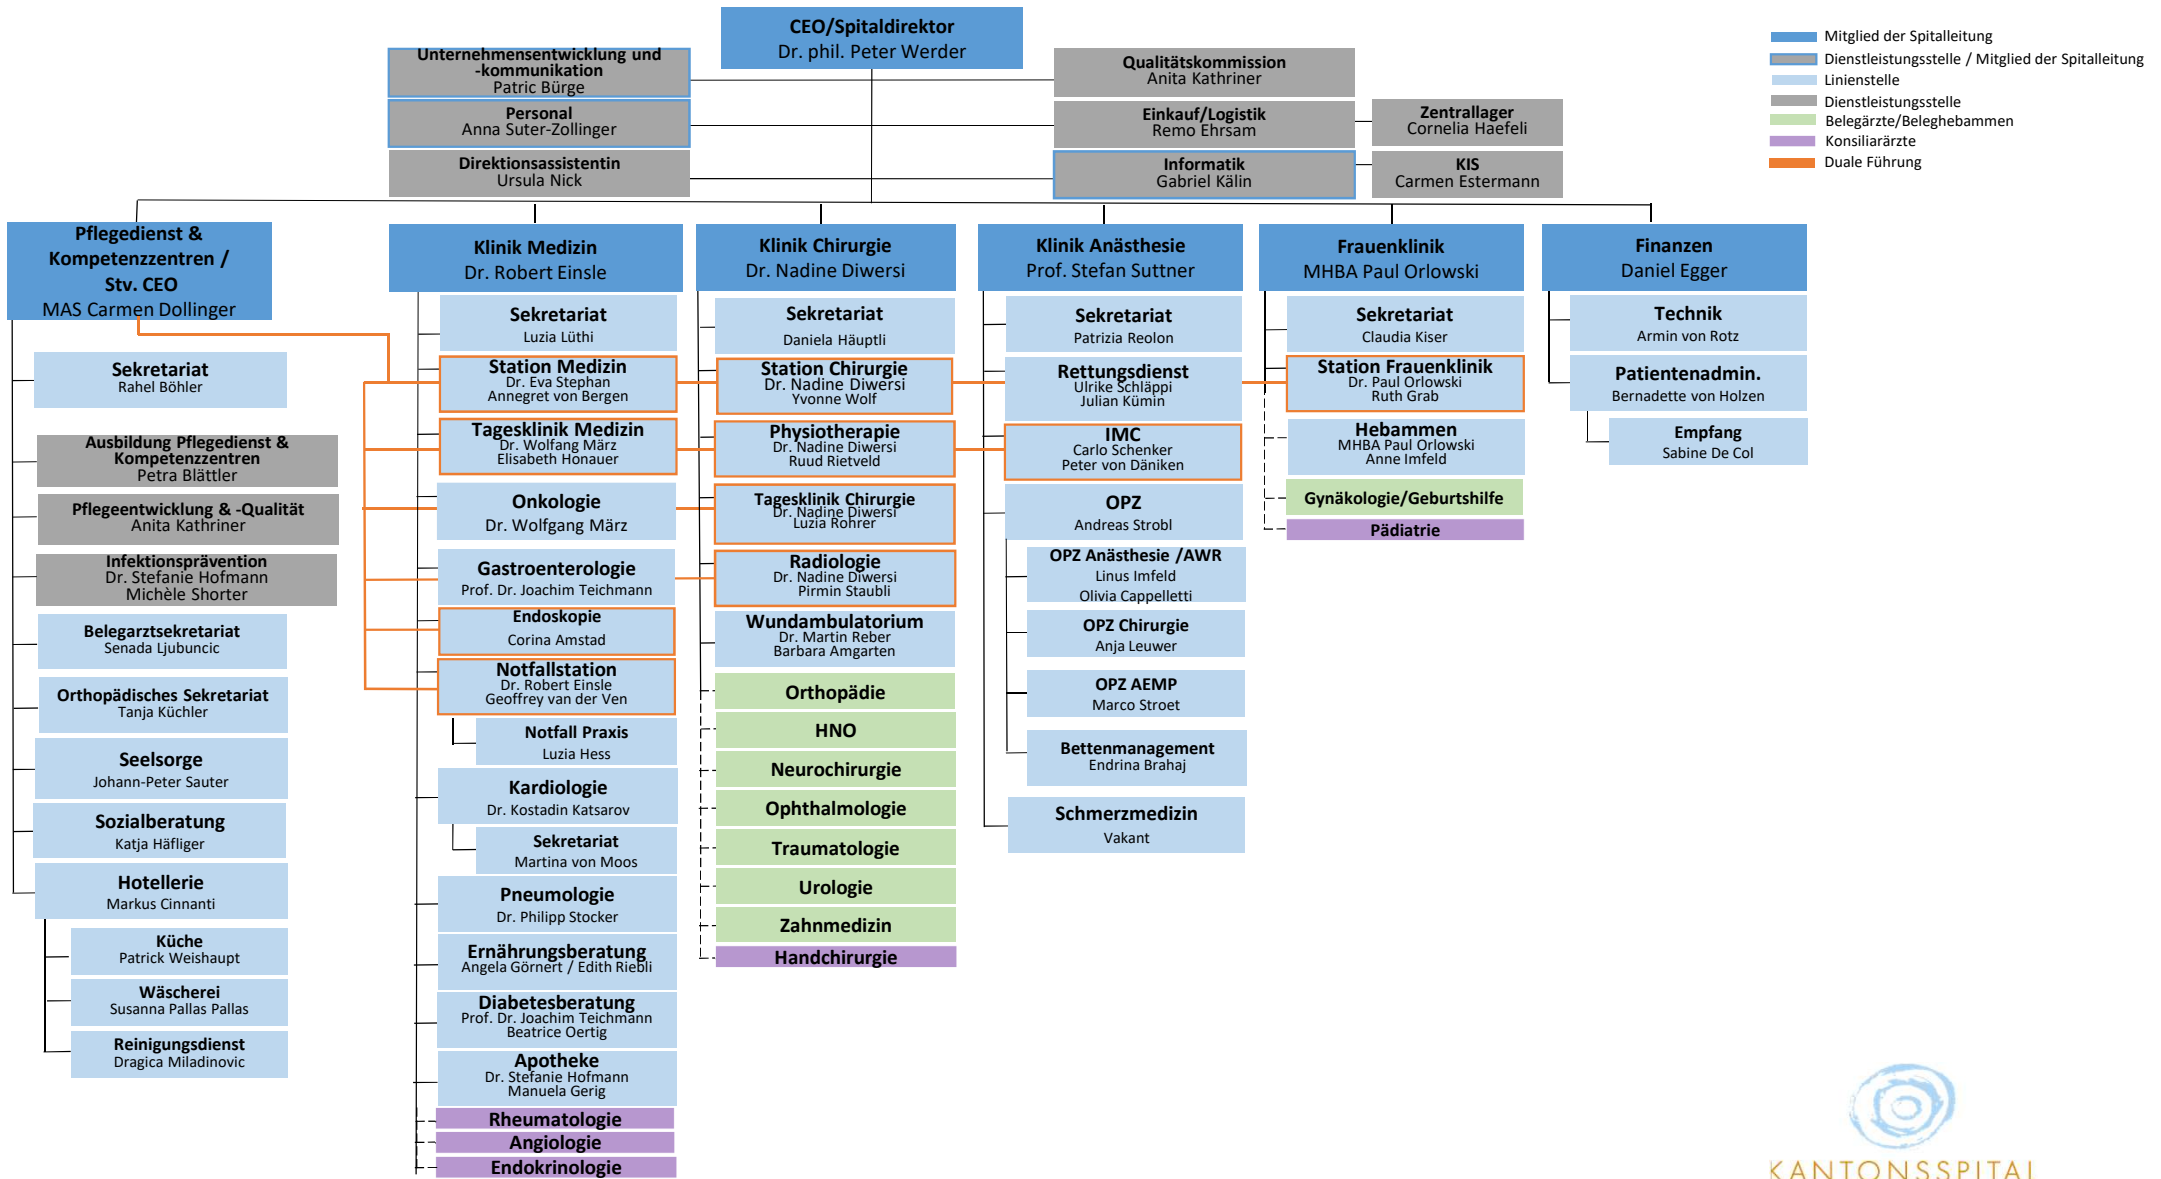 CEO/Spitaldirektor
Dr. phil. Peter Werder
Unternehmensentwicklung und
-kommunikation
Patric Bürge
Personal
Anna Suter-Zollinger
Direktionsassistentin
Ursula Nick
Qualitätskommission
Anita Kathriner
Einkauf/Logistik
Remo Ehrsam
Zentrallager
Cornelia Haefeli
Informatik
Gabriel Kälin
KIS
Carmen Estermann
Mitglied der Spitalleitung
Dienstleistungsstelle / Mitglied der Spitalleitung
Linienstelle
Dienstleistungsstelle
Belegärzte/Beleghebammen
Konsiliarärzte
Duale Führung
Pflegedienst &
Kompetenzzentren /
Stv. CEO
MAS Carmen Dollinger
Sekretariat
Rahel Böhler
Ausbildung Pflegedienst &
Kompetenzzentren
Petra Blättler
Pflegeentwicklung & -Qualität
Anita Kathriner
Infektionsprävention
Dr. Stefanie Hofmann
Michèle Shorter
Belegarztsekretariat
Senada Ljubuncic
Orthopädisches Sekretariat
Tanja Küchler
Seelsorge
Johann-Peter Sauter
Sozialberatung
Katja Häfliger
Hotellerie
Markus Cinnanti
Küche
Patrick Weishaupt
Wäscherei
Susanna Pallas Pallas
Reinigungsdienst
Dragica Miladinovic
Klinik Medizin
Dr. Robert Einsle
Sekretariat
Luzia Lüthi
Station Medizin
Dr. Eva Stephan
Annegret von Bergen
Tagesklinik Medizin
Dr. Wolfang März
Elisabeth Honauer
Onkologie
Dr. Wolfgang März
Gastroenterologie
Prof. Dr. Joachim Teichmann
Endoskopie
Corina Amstad
Notfallstation
Dr. Robert Einsle
Geoffrey van der Ven
Notfall Praxis
Luzia Hess
Kardiologie
Dr. Kostadin Katsarov
Sekretariat
Martina von Moos
Pneumologie
Dr. Philipp Stocker
Ernährungsberatung
Angela Görnert / Edith Riebli
Diabetesberatung
Prof. Dr. Joachim Teichmann
Beatrice Oertig
Apotheke
Dr. Stefanie Hofmann
Manuela Gerig
Rheumatologie
Angiologie
Endokrinologie
Klinik Chirurgie
Dr. Nadine Diwersi
Sekretariat
Daniela Häuptli
Station Chirurgie
Dr. Nadine Diwersi
Yvonne Wolf
Physiotherapie
Dr. Nadine Diwersi
Ruud Rietveld
Tagesklinik Chirurgie
Dr. Nadine Diwersi
Luzia Rohrer
Radiologie
Dr. Nadine Diwersi
Pirmin Staubli
Wundambulatorium
Dr. Martin Reber
Barbara Amgarten
Orthopädie
HNO
Neurochirurgie
Ophthalmologie
Traumatologie
Urologie
Zahnmedizin
Handchirurgie
Klinik Anästhesie
Prof. Stefan Suttner
Sekretariat
Patrizia Reolon
Rettungsdienst
Ulrike Schläppi
Julian Kümin
IMC
Carlo Schenker
Peter von Däniken
OPZ
Andreas Strobl
OPZ Anästhesie /AWR
Linus Imfeld
Olivia Cappelletti
OPZ Chirurgie
Anja Leuwer
OPZ AEMP
Marco Stroet
Bettenmanagement
Endrina Brahaj
Schmerzmedizin
Vakant
Frauenklinik
MHBA Paul Orlowski
Sekretariat
Claudia Kiser
Station Frauenklinik
Dr. Paul Orlowski
Ruth Grab
Hebammen
MHBA Paul Orlowski
Anne Imfeld
Gynäkologie/Geburtshilfe
Pädiatrie
Finanzen
Daniel Egger
Technik
Armin von Rotz
Patientenadmin.
Bernadette von Holzen
Empfang
Sabine De Col
KANTONSSPITAL